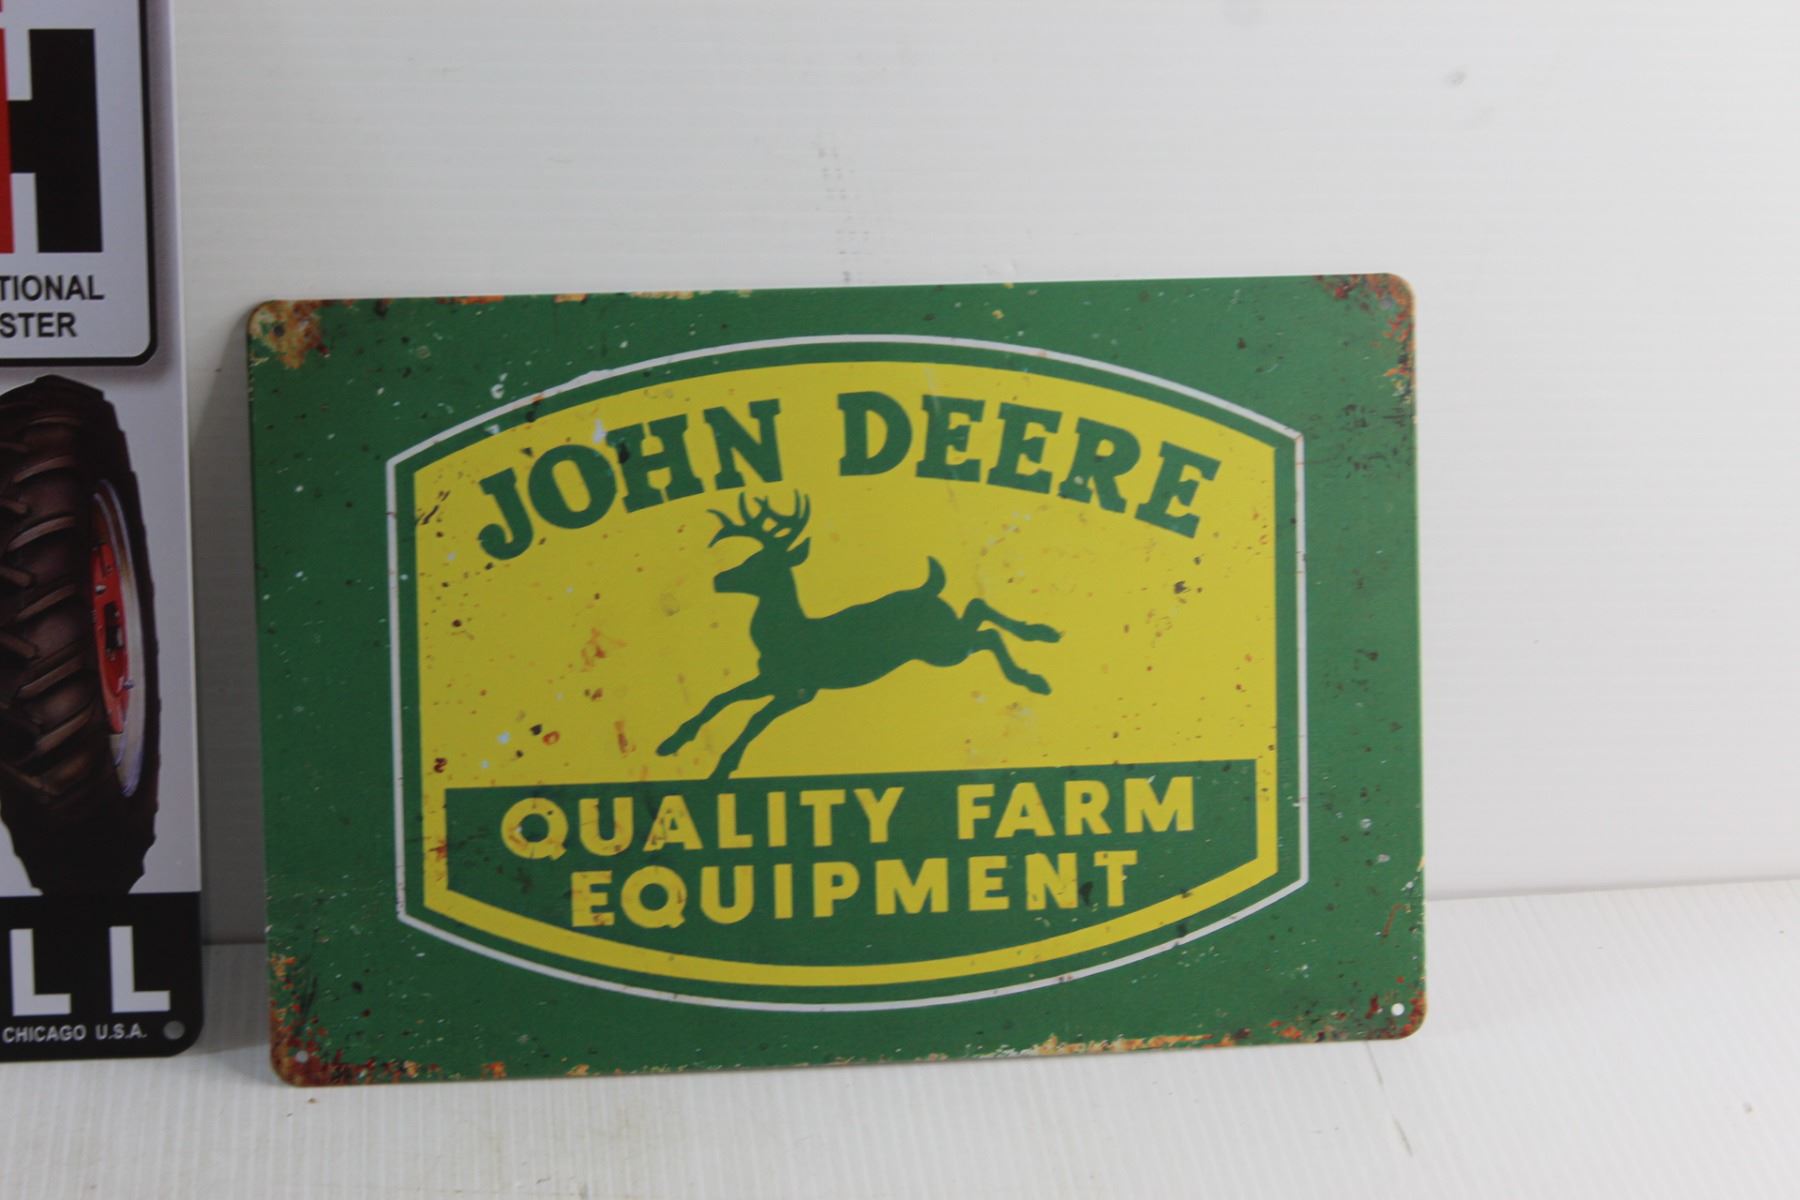 H
TIONAL
STER
LL
CHICAGO U.S.A.
JOHN DEERE
QUALITY FARM
EQUIPMENT